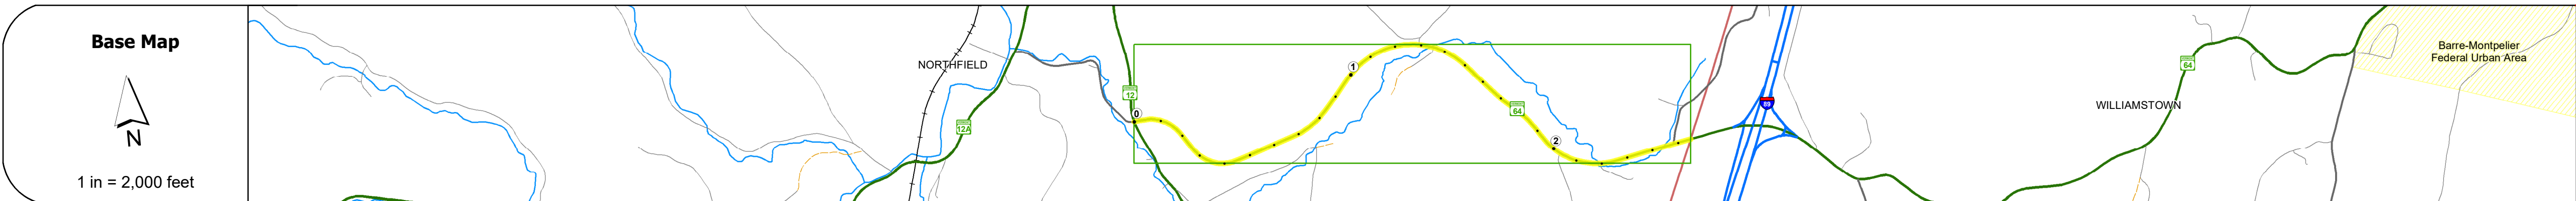 Base Map
N
1 in = 2,000 feet
NORTHFIELD
12A
12
0
1
64
2
89
WILLIAMSTOWN
64
Barre-Montpelier
Federal Urban Area